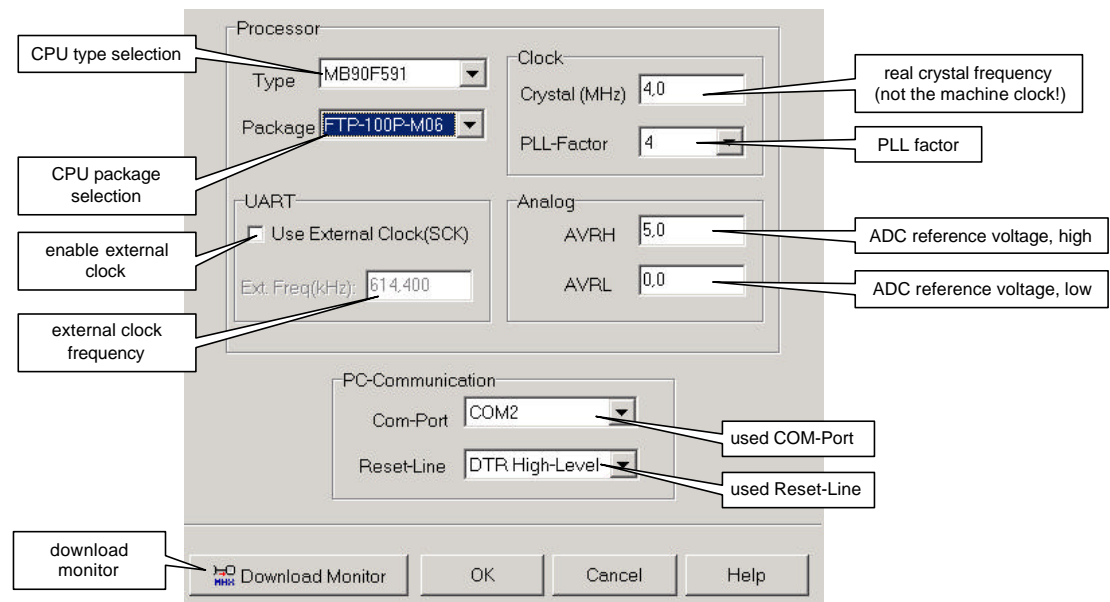 Processor
CPU type selection
Type MB90F591
Package FTP-100P-M06
CPU package
selection
Clock
Crystal (MHz) 4,0
real crystal frequency
(not the machine clock!)
PLL-Factor 4
PLL factor
UART
Use External Clock(SCK)
enable external
clock
Ext. Freq(kHz): 614,400
external clock
frequency
Analog
AVRH 5,0
ADC reference voltage, high
AVRL 0,0
ADC reference voltage, low
PC-Communication
Com-Port COM2
used COM-Port
Reset-Line DTR High-Level
used Reset-Line
download
monitor
MHX Download Monitor
OK
Cancel
Help